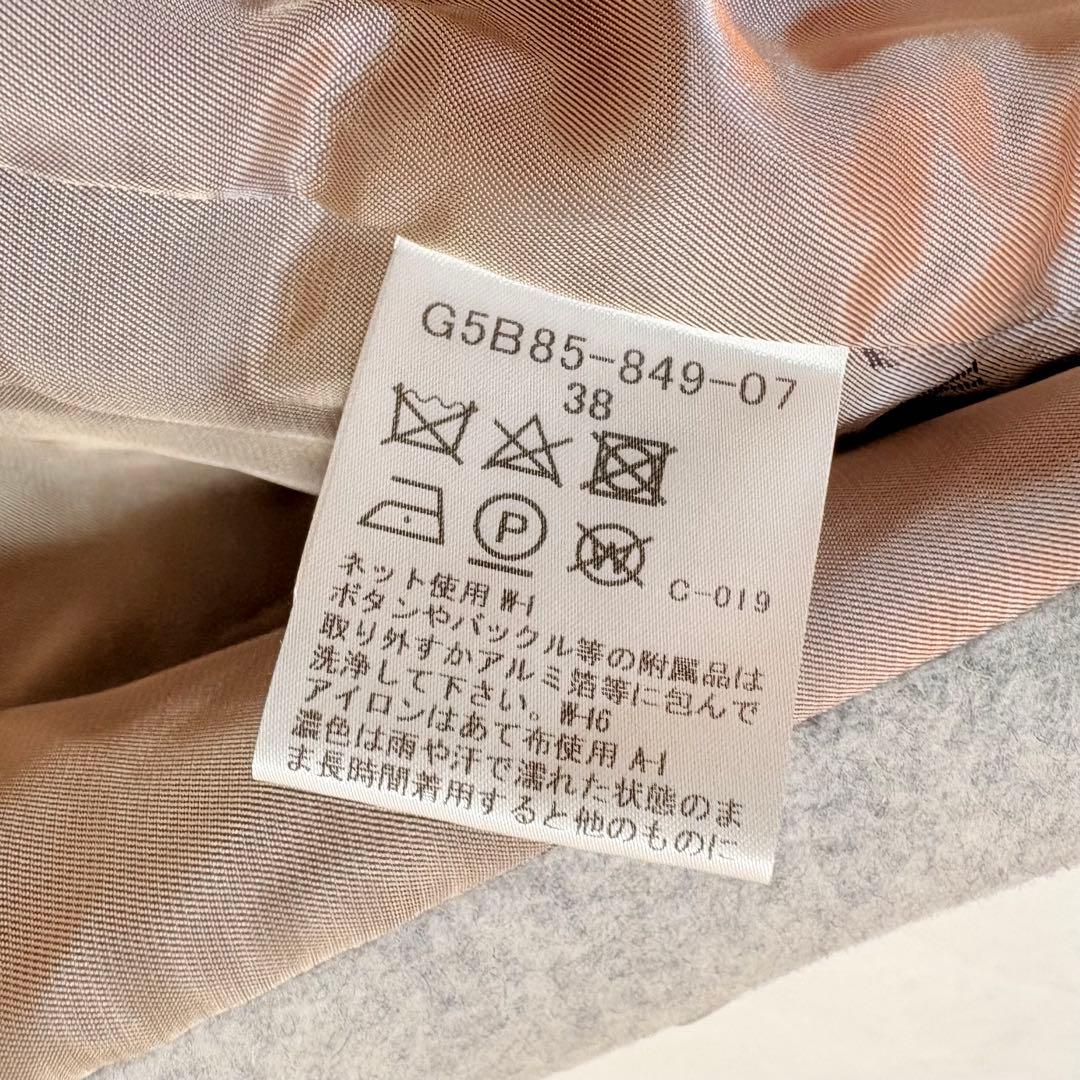 G5B85-849-07
38
P
W
C-019
ネット使用 W-1
ボタンやバックル等の附属品は
取り外すかアルミ箔等に包んで
洗浄して下さい。W-16
アイロンはあて布使用 A-1
濃色は雨や汗で濡れた状態のま
ま長時間着用すると他のものに